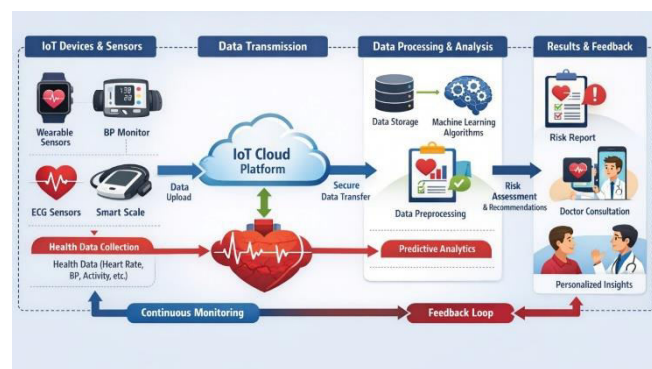 IoT Devices & Sensors
Data Transmission
Data Processing & Analysis
Results & Feedback
Wearable
Sensors
BP Monitor
ECG Sensors
Smart Scale
Health Data Collection
Health Data (Heart Rate,
BP, Activity, etc.)
Data
Upload
IoT Cloud
Platform
Secure
Data Transfer
Data Storage
Machine Learning
Algorithms
Data Preprocessing
Predictive Analytics
Risk
Assessment
& Recommendations
Risk Report
Doctor Consultation
Personalized Insights
Continuous Monitoring
Feedback Loop